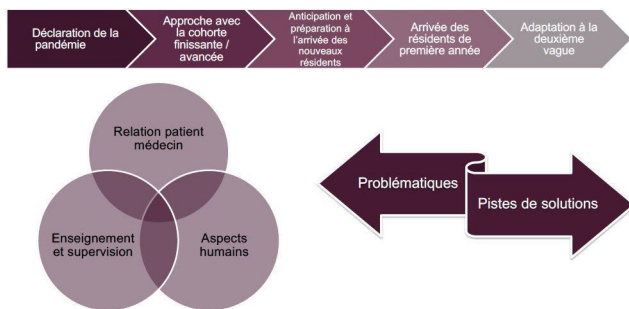 Déclaration de la
pandémie
Approche avec
la cohorte
finissante /
avancée
Anticipation et
préparation à
l'arrivée des
nouveaux
résidents
Arrivée des
résidents de
première année
Adaptation à la
deuxième
vague
Relation patient
médecin
Enseignement
et supervision
Aspects
humains
Problématiques
Pistes de solutions